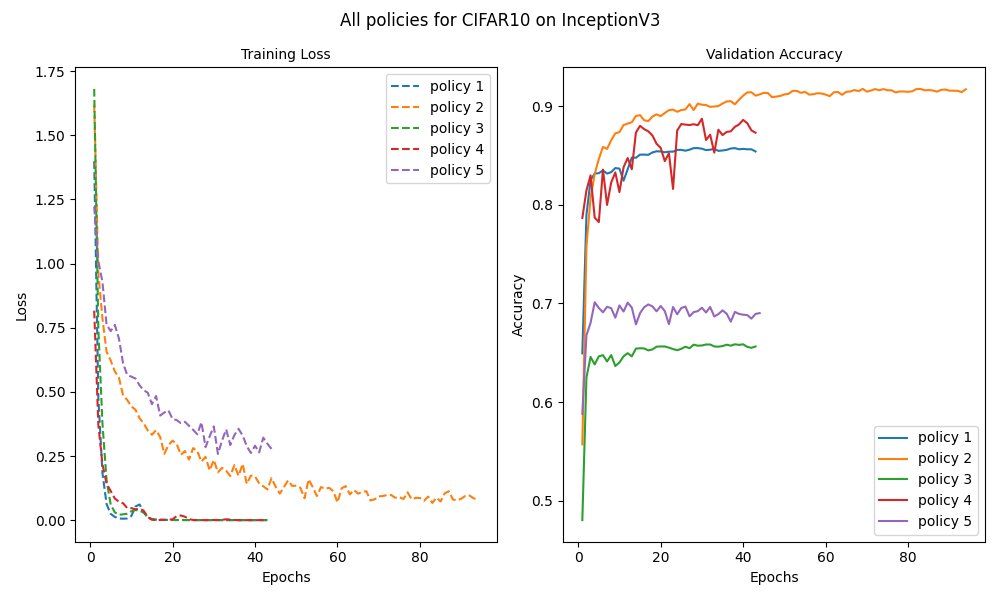 All policies for CIFAR10 on InceptionV3
Training Loss
1.75
1.50
1.25
1.00
0.75
0.50
0.25
0.00
Loss
0 20 40 60 80
Epochs
policy 1
policy 2
policy 3
policy 4
policy 5
Validation Accuracy
0.9
0.8
0.7
0.6
0.5
Accuracy
0 20 40 60 80
Epochs
policy 1
policy 2
policy 3
policy 4
policy 5